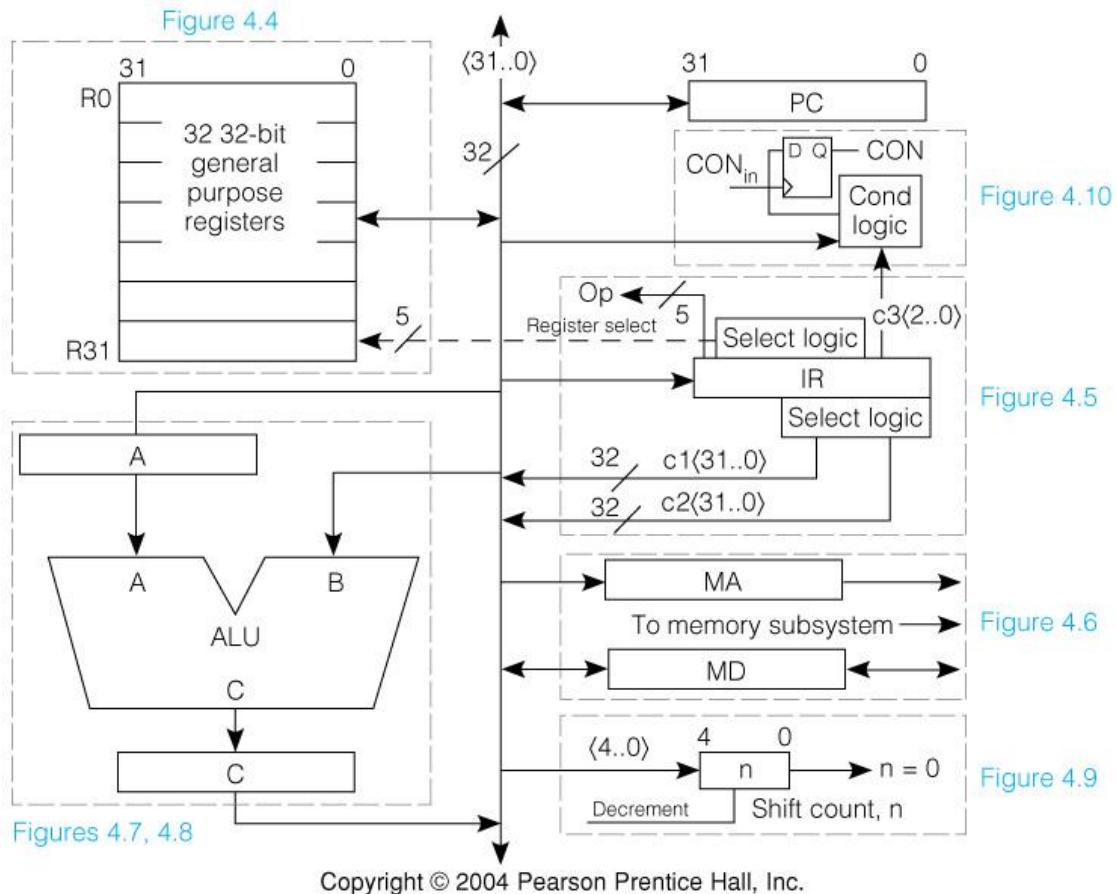 Figure 4.4
31 0
R0
32 32-bit
general
purpose
registers
R31
5
Register select
⟨31..0⟩
32
31 0
PC
D Q
CON
CONin
Cond
logic
Figure 4.10
Op
5
c3⟨2..0⟩
Select logic
IR
Select logic
Figure 4.5
32 c1⟨31..0⟩
32 c2⟨31..0⟩
A
A B
ALU
C
C
Figures 4.7, 4.8
MA
To memory subsystem
MD
Figure 4.6
⟨4..0⟩
4 0
n
n = 0
Decrement
Shift count, n
Figure 4.9
Copyright © 2004 Pearson Prentice Hall, Inc.